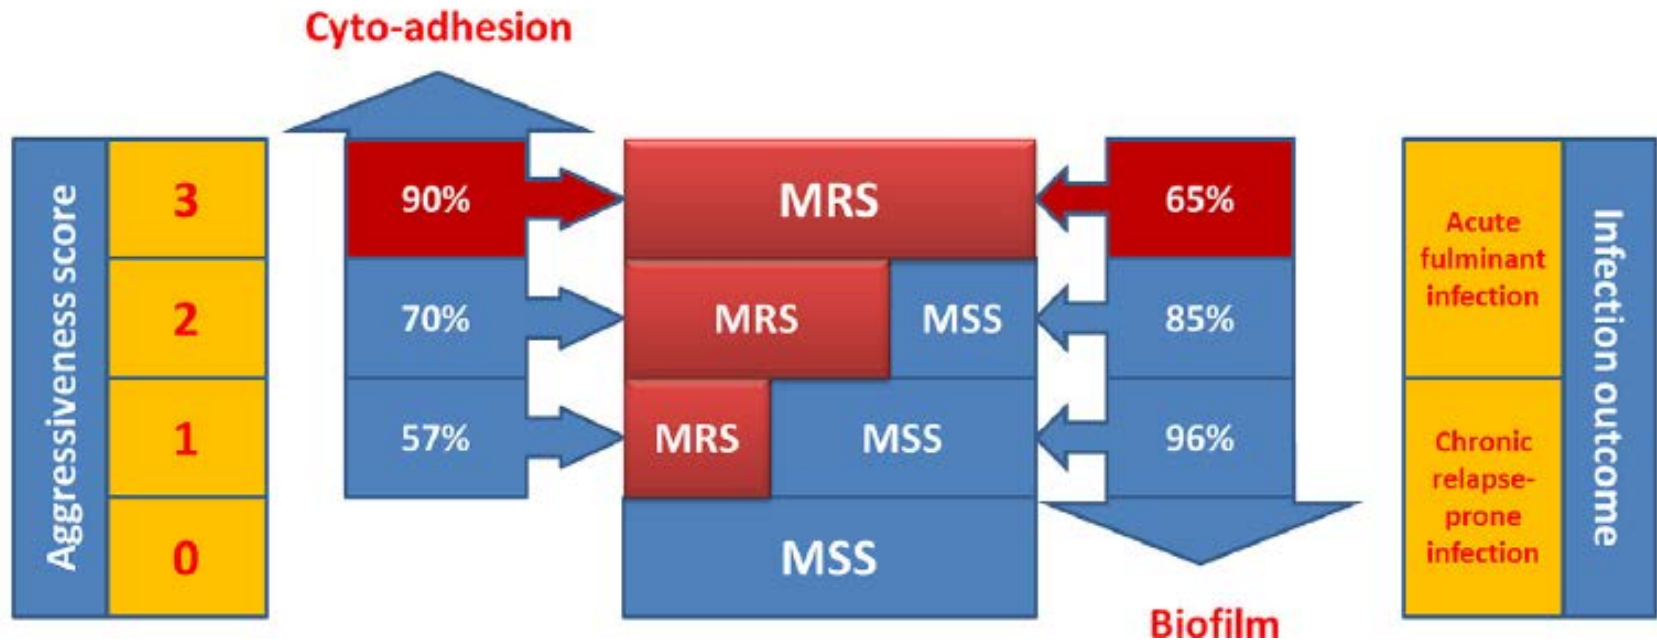 Cyto-adhesion
Aggressiveness score
3
90%
MRS
65%
2
70%
MRS
MSS
85%
1
57%
MRS
MSS
96%
0
MSS
Biofilm
Acute
fulminant
infection
Chronic
relapse-
prone
infection
Infection outcome